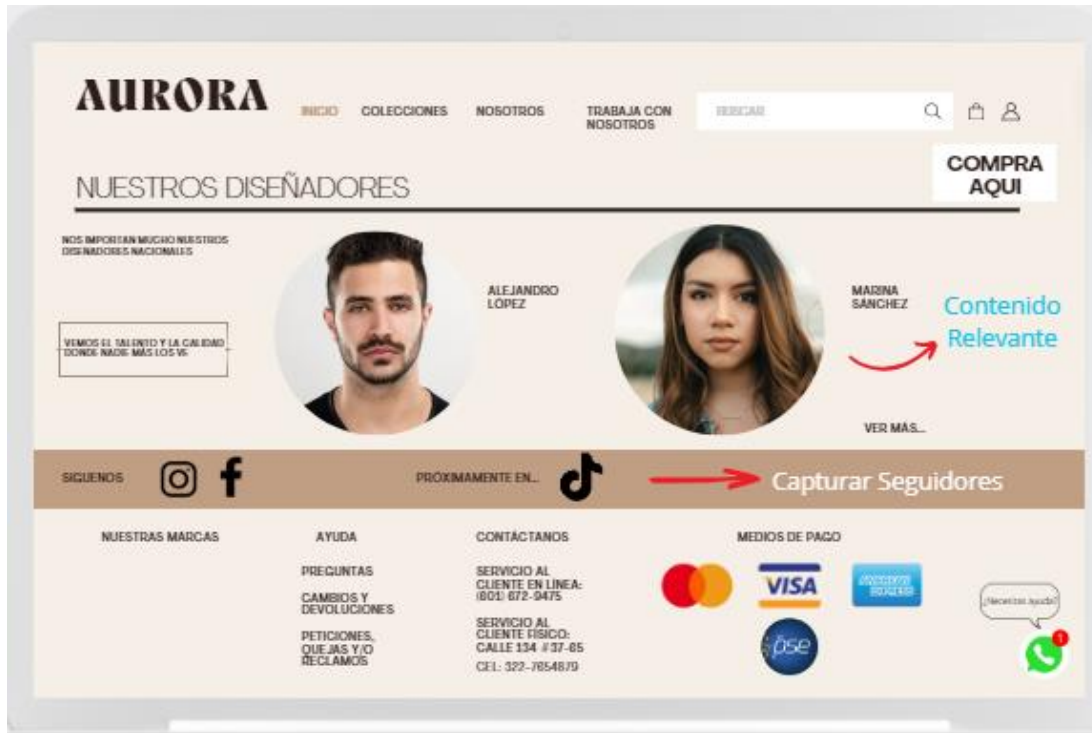 AURORA
INICIO
COLECCIONES
NOSOTROS
TRABAJA CON
NOSOTROS
BUSCAR
COMPRA
AQUI
NUESTROS DISEÑADORES
NOS IMPORTAN MUCHO NUESTROS
DISEÑADORES NACIONALES
VEMOS EL TALENTO Y LA CALIDAD
DONDE NADIE MÁS LOS VE
ALEJANDRO
LÓPEZ
MARINA
SÁNCHEZ
Contenido
Relevante
VER MÁS...
SIGUENOS
PRÓXIMAMENTE EN...
Capturar Seguidores
NUESTRAS MARCAS
AYUDA
PREGUNTAS
CAMBIOS Y
DEVOLUCIONES
PETICIONES,
QUEJAS Y/O
RECLAMOS
CONTÁCTANOS
SERVICIO AL
CLIENTE EN LINEA:
(601) 672-9475
SERVICIO AL
CLIENTE FÍSICO:
CALLE 134 #37-65
CEL: 322-7654879
MEDIOS DE PAGO
VISA
AMERICAN
EXPRESS
pse
¿Necesitas ayuda?
1